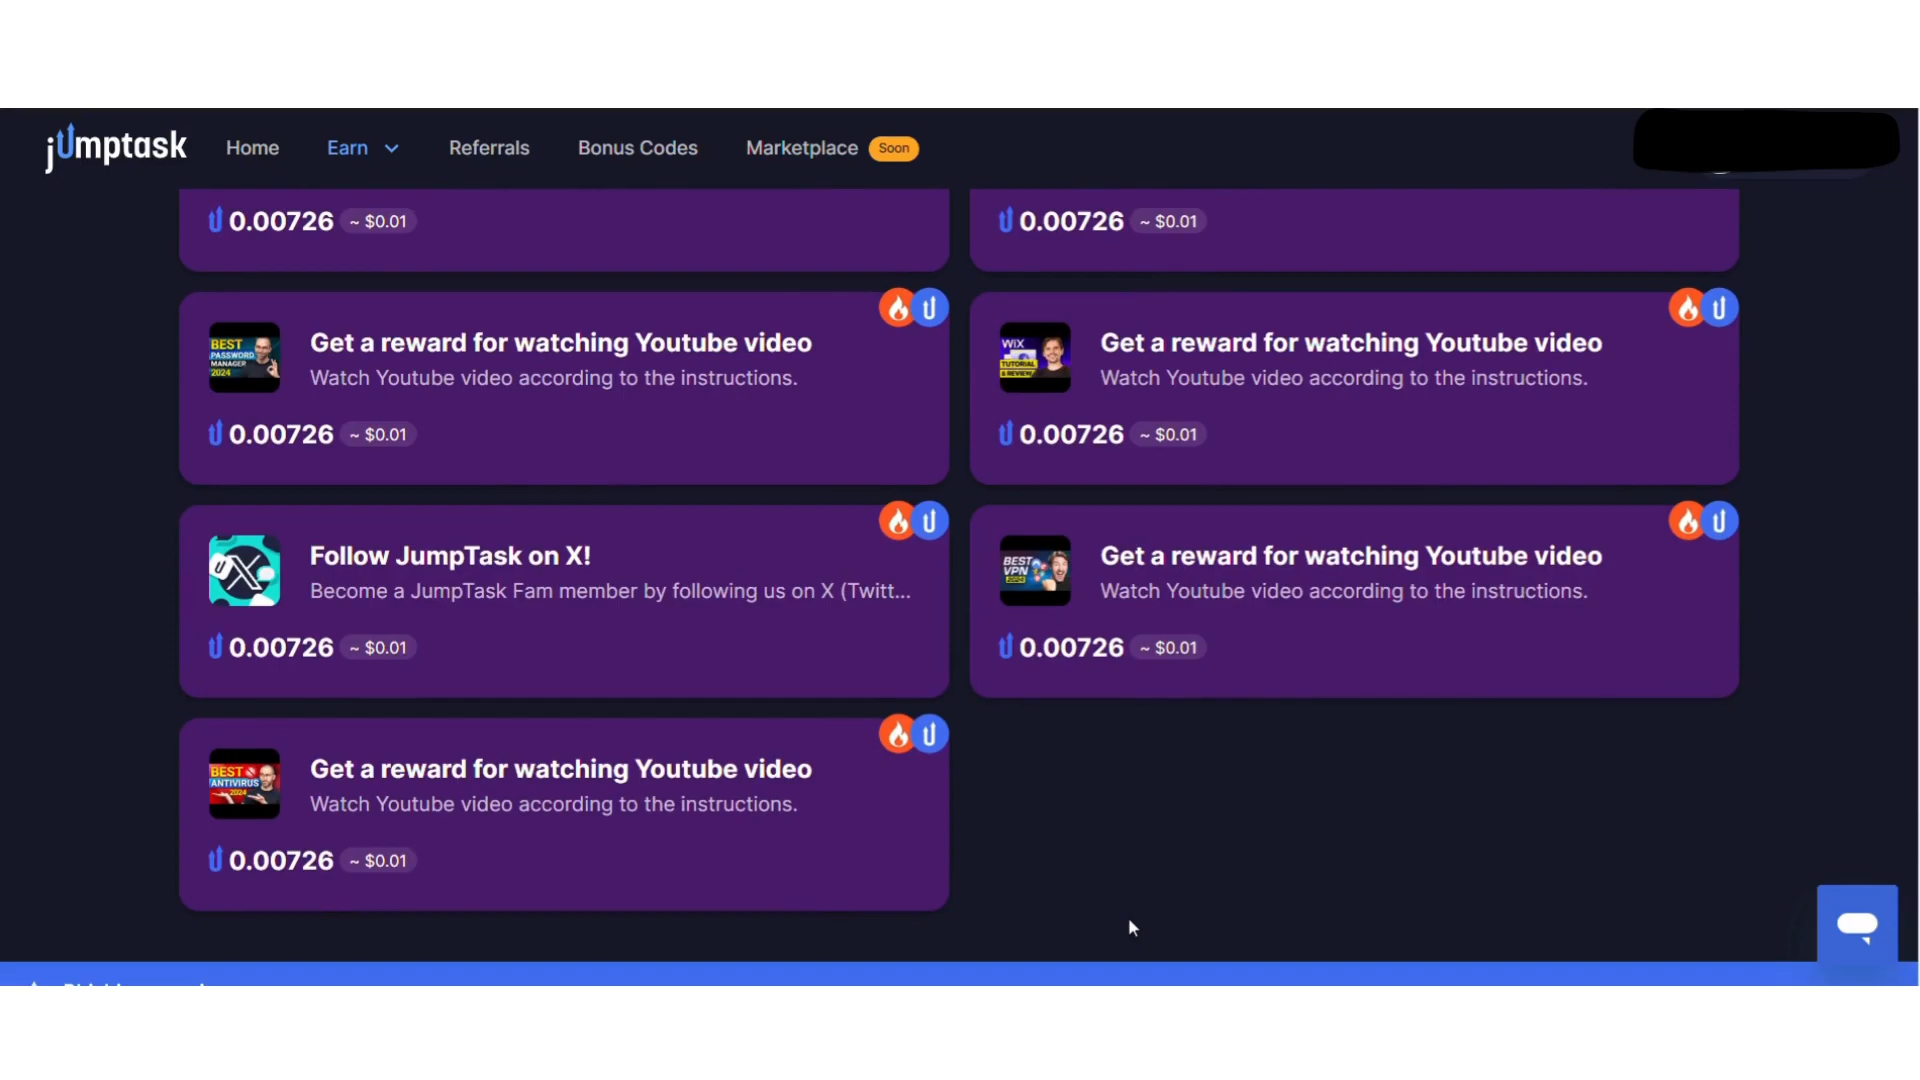 jumptask Home Earn Referrals Bonus Codes Marketplace Soon
0.00726 ~ $0.01
0.00726 ~ $0.01
BEST
PASSWORD
MANAGER
2024
Get a reward for watching Youtube video
Watch Youtube video according to the instructions.
0.00726 ~ $0.01
WIX
TUTORIAL
& REVIEW
Get a reward for watching Youtube video
Watch Youtube video according to the instructions.
0.00726 ~ $0.01
Follow JumpTask on X!
Become a JumpTask Fam member by following us on X (Twitt...
0.00726 ~ $0.01
BEST
VPN
2024
Get a reward for watching Youtube video
Watch Youtube video according to the instructions.
0.00726 ~ $0.01
BEST
ANTIVIRUS
2024
Get a reward for watching Youtube video
Watch Youtube video according to the instructions.
0.00726 ~ $0.01